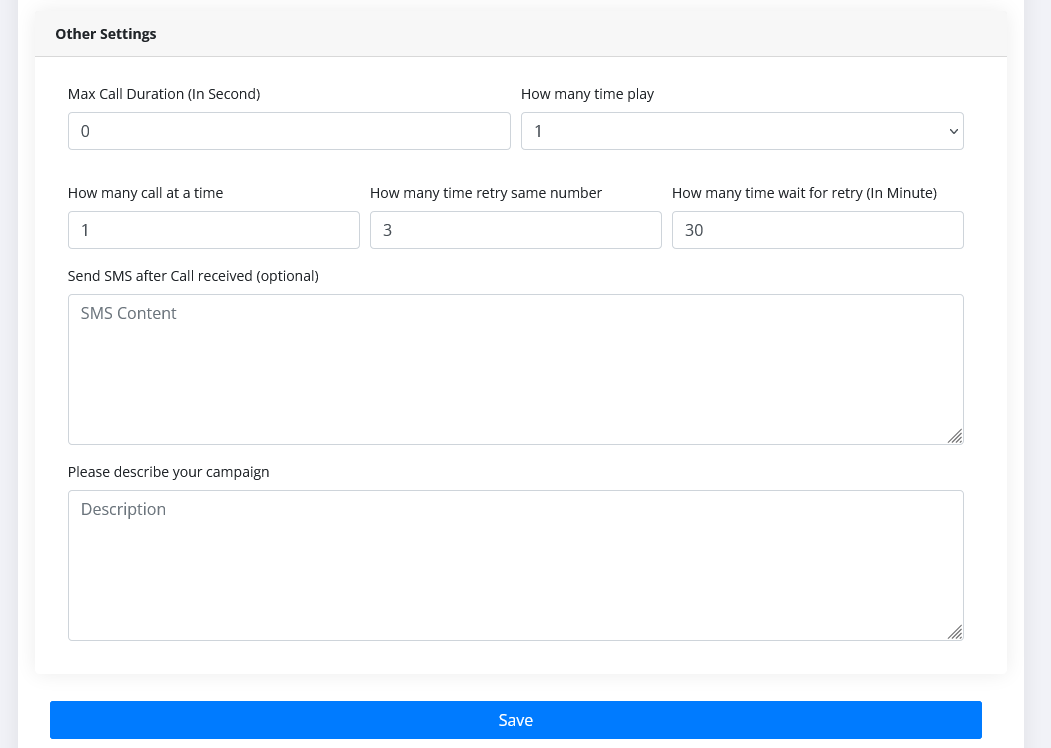 Other Settings
Max Call Duration (In Second)
How many time play
0
1
How many call at a time
How many time retry same number
How many time wait for retry (In Minute)
1
3
30
Send SMS after Call received (optional)
SMS Content
Please describe your campaign
Description
Save